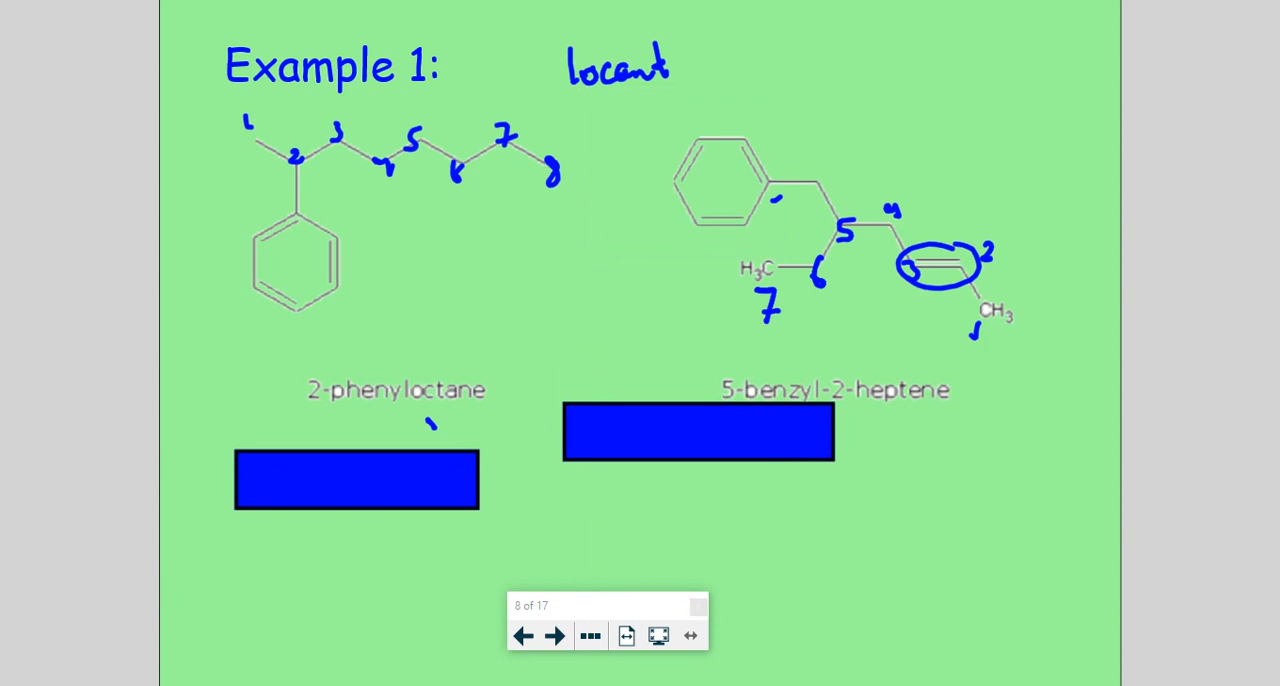 Example 1:
locant
1 2 3 4 5 6 7 8
4
5
2
3
H3C 6
7
CH3
1
2-phenyloctane
5-benzyl-2-heptene
8 of 17